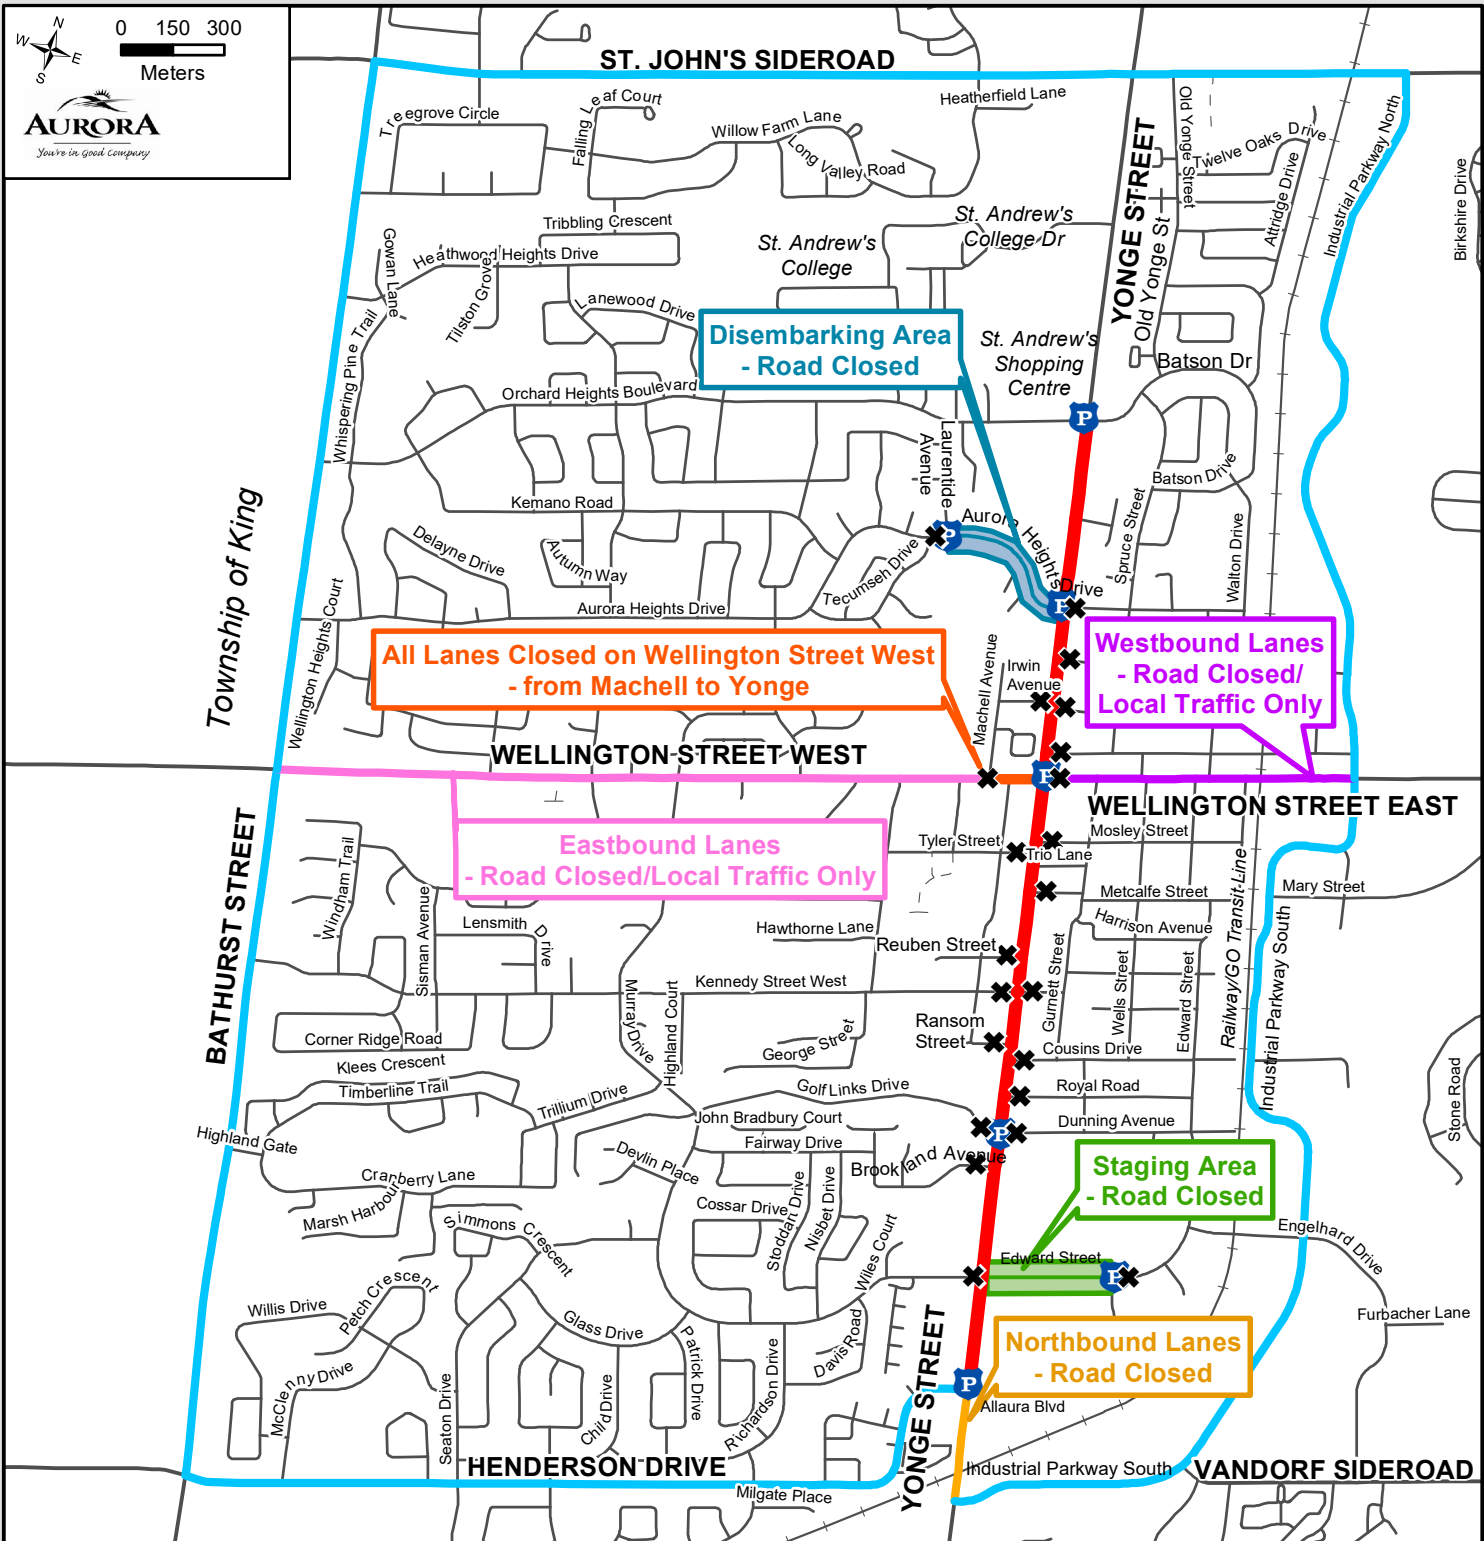 N
W
E
S
0 150 300
Meters
AURORA
You're in Good Company
ST. JOHN'S SIDEROAD
Treegrove Circle
Falling Leaf Court
Willow Farm Lane
Long Valley Road
Heatherfield Lane
YONGE STREET
Old Yonge Street
Twelve Oaks Drive
Attridge Drive
Industrial Parkway North
Birkshire Drive
Tribbling Crescent
Heathwood Heights Drive
Gowan Lane
Tilston Grove
Lanewood Drive
St. Andrew's
College
St. Andrew's
College Dr
Old Yonge St
Disembarking Area
- Road Closed
St. Andrew's
Shopping
Centre
Batson Dr
Whispering Pine Trail
Orchard Heights Boulevard
P
Laurentide
Avenue
Batson Drive
Kemano Road
Spruce Street
Walton Drive
Township of King
Delayne Drive
Autumn Way
Tecumseh Drive
P
Aurora Heights Drive
P
Aurora Heights Drive
Wellington Heights Court
All Lanes Closed on Wellington Street West
- from Machell to Yonge
Machell Avenue
Irwin
Avenue
Westbound Lanes
- Road Closed/
Local Traffic Only
WELLINGTON STREET WEST
P
WELLINGTON STREET EAST
BATHURST STREET
Eastbound Lanes
- Road Closed/Local Traffic Only
Tyler Street
Mosley Street
Trio Lane
Windham Trail
Sisman Avenue
Lensmith Drive
Hawthorne Lane
Metcalfe Street
Mary Street
Harrison Avenue
Reuben Street
Kennedy Street West
Gurnett Street
Wells Street
Edward Street
Railway/GO Transit-Line
Industrial Parkway South
Murray Drive
Highland Court
Corner Ridge Road
Ransom
Street
George Street
Cousins Drive
Klees Crescent
Timberline Trail
Trillium Drive
Golf Links Drive
Royal Road
Stone Road
John Bradbury Court
Dunning Avenue
Highland Gate
Fairway Drive
P
Devlin Place
Brookland Avenue
Cranberry Lane
Staging Area
- Road Closed
Marsh Harbour
Cossar Drive
Stoddart Drive
Nisbet Drive
Simmons Crescent
Wiles Court
Engelhard Drive
Edward Street
P
Petch Crescent
Willis Drive
Glass Drive
Furbacher Lane
Patrick Drive
Davis Road
YONGE STREET
Northbound Lanes
- Road Closed
McClenny Drive
P
Seaton Drive
Child Drive
Richardson Drive
Allaura Blvd
HENDERSON DRIVE
Industrial Parkway South
VANDORF SIDEROAD
Milgate Place